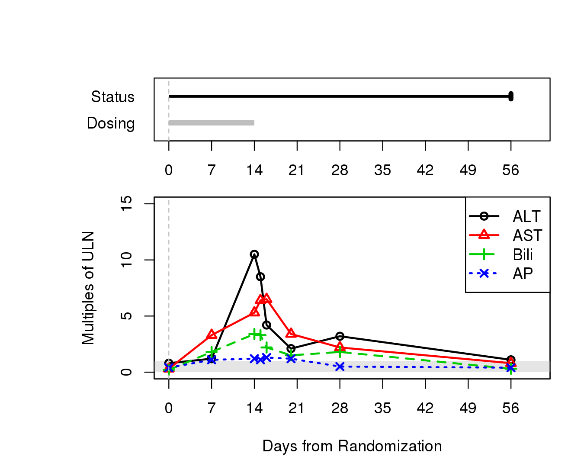 Status
Dosing
0 7 14 21 28 35 42 49 56
Multiples of ULN
15
10
5
0
ALT
AST
Bili
AP
0 7 14 21 28 35 42 49 56
Days from Randomization